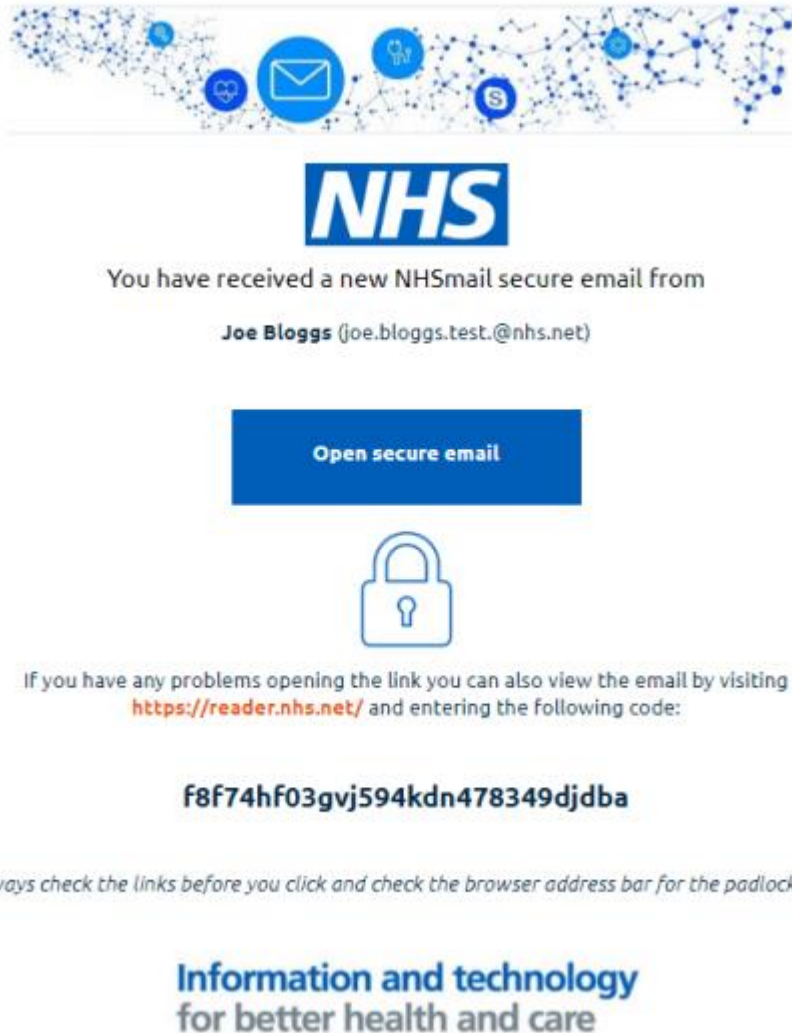 NHS
You have received a new NHSmail secure email from
Joe Bloggs (joe.bloggs.test.@nhs.net)
Open secure email
If you have any problems opening the link you can also view the email by visiting
https://reader.nhs.net/ and entering the following code:
f8f74hf03gvj594kdn478349djdba
check the links before you click and check the browser address bar for the padlock
Information and technology
for better health and care